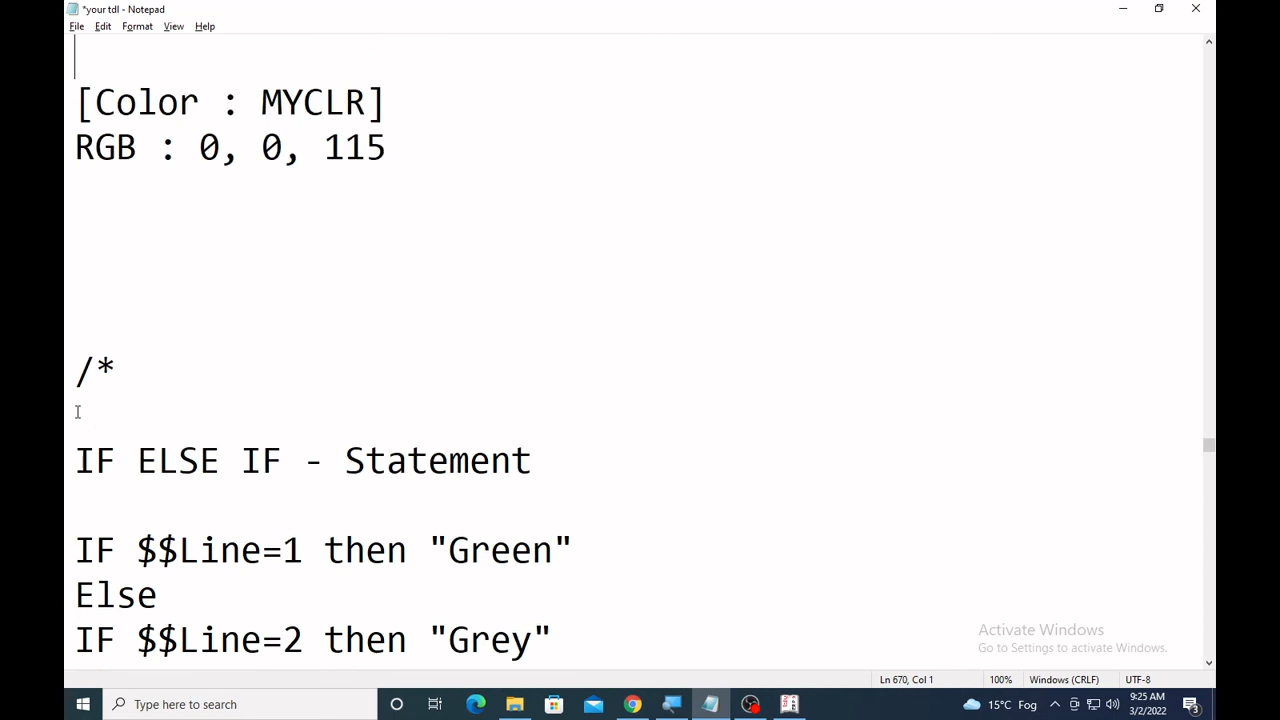 *your tdl - Notepad
File Edit Format View Help
[Color : MYCLR]
RGB : 0, 0, 115
/*
IF ELSE IF - Statement
IF $$Line=1 then "Green"
Else
IF $$Line=2 then "Grey"
Activate Windows
Go to Settings to activate Windows.
Ln 670, Col 1 100% Windows (CRLF) UTF-8
Type here to search 15°C Fog 9:25 AM
3/2/2022 3